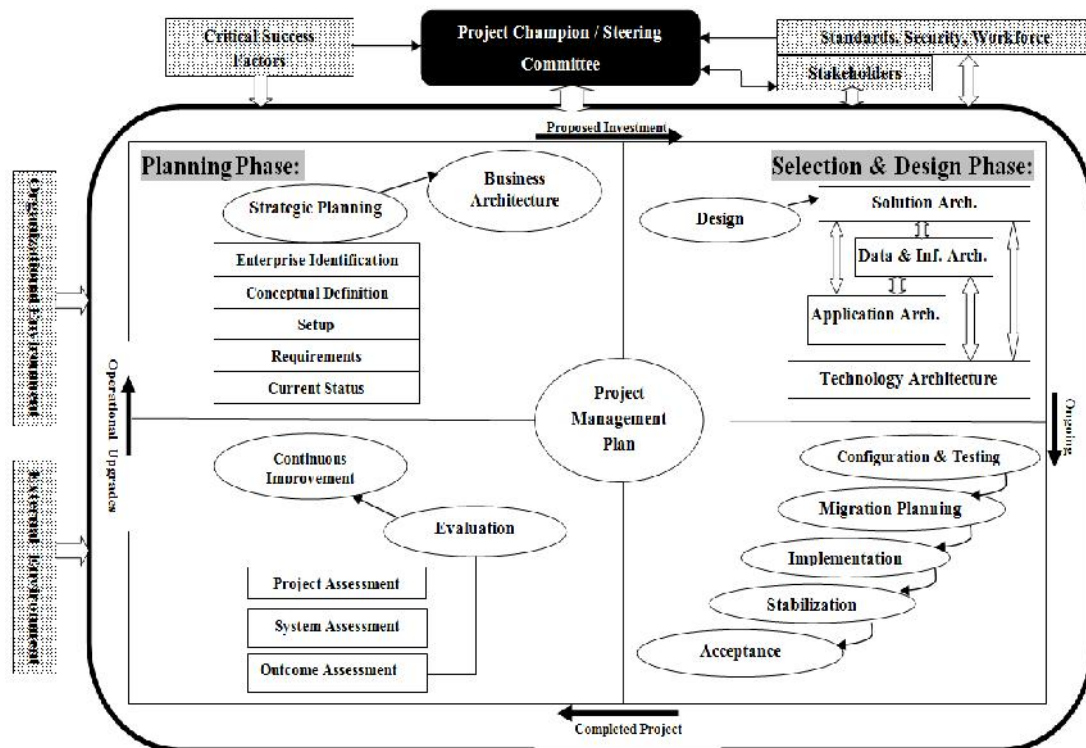 Critical Success
Factors
Project Champion / Steering
Committee
Standards, Security, Workforce
Stakeholders
Proposed Investment
Planning Phase:
Strategic Planning
Business
Architecture
Enterprise Identification
Conceptual Definition
Setup
Requirements
Current Status
Selection & Design Phase:
Design
Solution Arch.
Data & Inf. Arch.
Application Arch.
Technology Architecture
Project
Management
Plan
Organizational Environment
External Environment
Operational Upgrades
Ongoing
Continuous
Improvement
Evaluation
Project Assessment
System Assessment
Outcome Assessment
Configuration & Testing
Migration Planning
Implementation
Stabilization
Acceptance
Completed Project